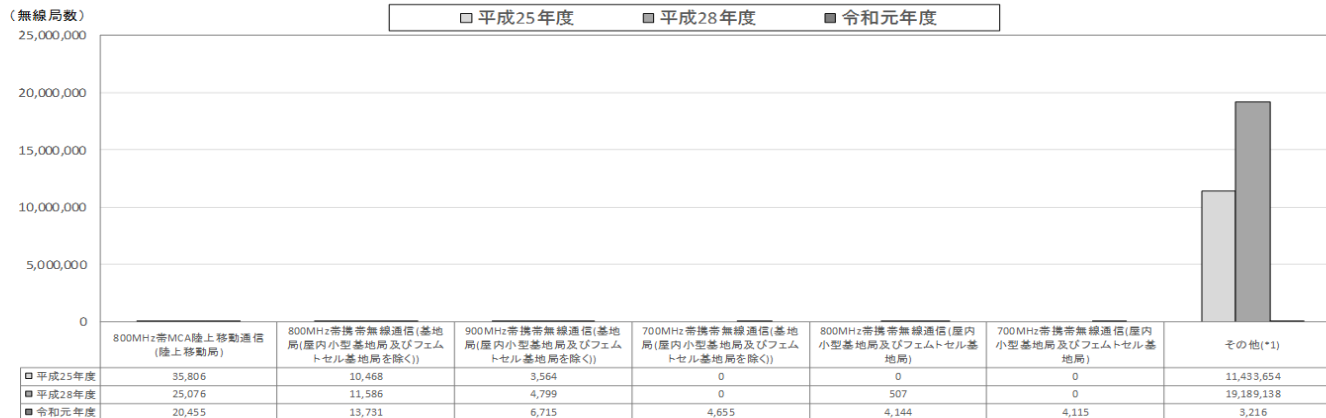 （無線局数）
平成25年度 平成28年度 令和元年度
25,000,000
20,000,000
15,000,000
10,000,000
5,000,000
0
800MHz帯MCA陸上移動通信
(陸上移動局)
800MHz帯携帯無線通信(基地
局(屋内小型基地局及びフェム
トセル基地局を除く))
900MHz帯携帯無線通信(基地
局(屋内小型基地局及びフェム
トセル基地局を除く))
700MHz帯携帯無線通信(基地
局(屋内小型基地局及びフェム
トセル基地局を除く))
800MHz帯携帯無線通信(屋内
小型基地局及びフェムトセル基
地局)
700MHz帯携帯無線通信(屋内
小型基地局及びフェムトセル基
地局)
その他(*1)
平成25年度 35,806 10,468 3,564 0 0 0 11,433,654
平成28年度 25,076 11,586 4,799 0 507 0 19,189,138
令和元年度 20,455 13,731 6,715 4,655 4,144 4,115 3,216